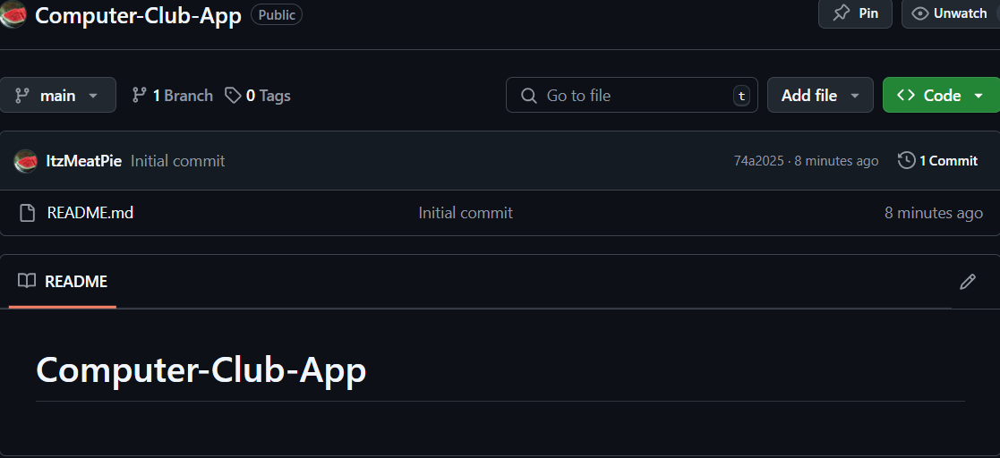 Computer-Club-App Public Pin Unwatch
main 1 Branch 0 Tags Go to file t Add file Code
ItzMeatPie Initial commit 74a2025 · 8 minutes ago 1 Commit
README.md Initial commit 8 minutes ago
README
Computer-Club-App